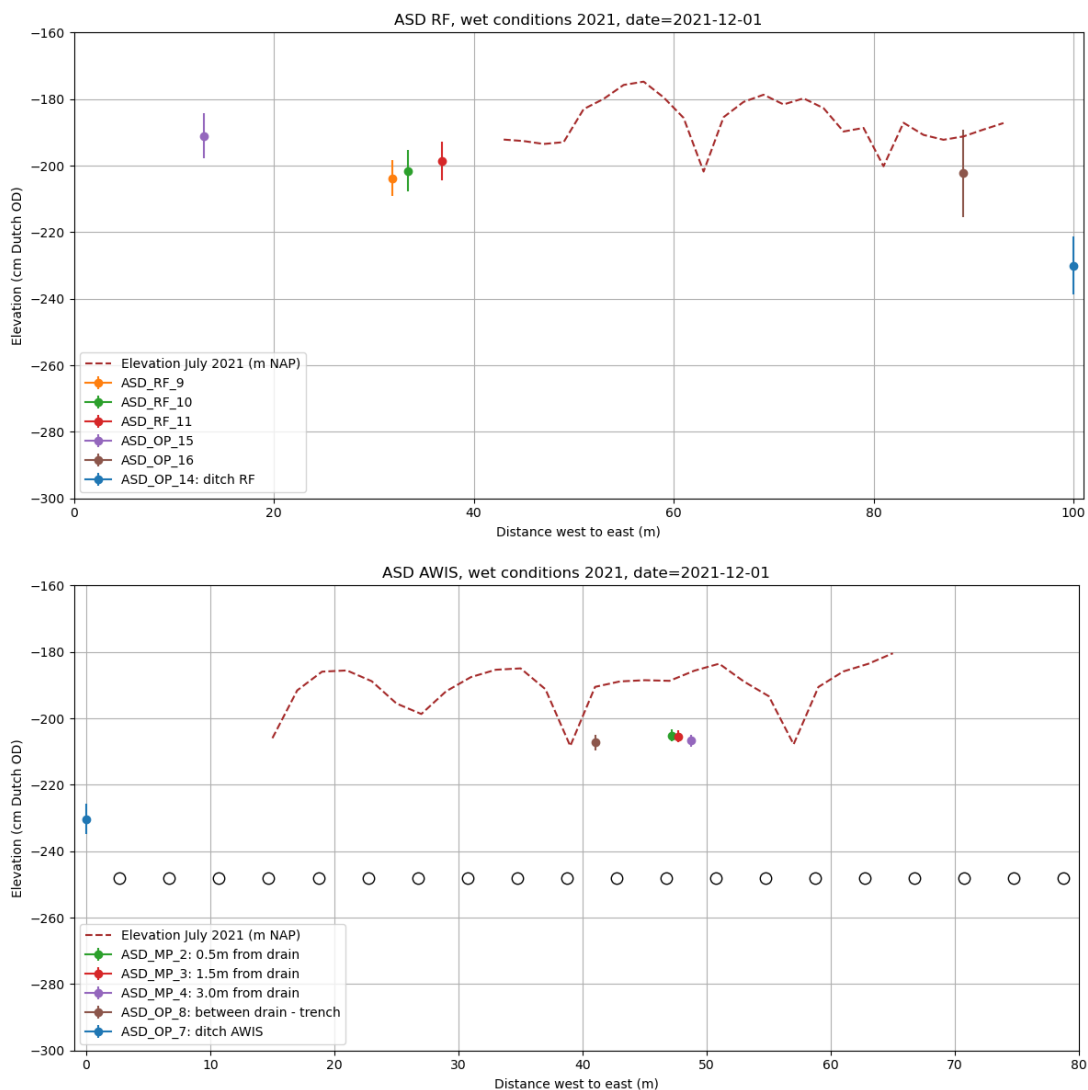 ASD RF, wet conditions 2021, date=2021-12-01
−160
−180
−200
−220
−240
−260
−280
−300
Elevation (cm Dutch OD)
Elevation July 2021 (m NAP)
ASD_RF_9
ASD_RF_10
ASD_RF_11
ASD_OP_15
ASD_OP_16
ASD_OP_14: ditch RF
0 20 40 60 80 100
Distance west to east (m)
ASD AWIS, wet conditions 2021, date=2021-12-01
−160
−180
−200
−220
−240
−260
−280
−300
Elevation (cm Dutch OD)
Elevation July 2021 (m NAP)
ASD_MP_2: 0.5m from drain
ASD_MP_3: 1.5m from drain
ASD_MP_4: 3.0m from drain
ASD_OP_8: between drain - trench
ASD_OP_7: ditch AWIS
0 10 20 30 40 50 60 70 80
Distance west to east (m)